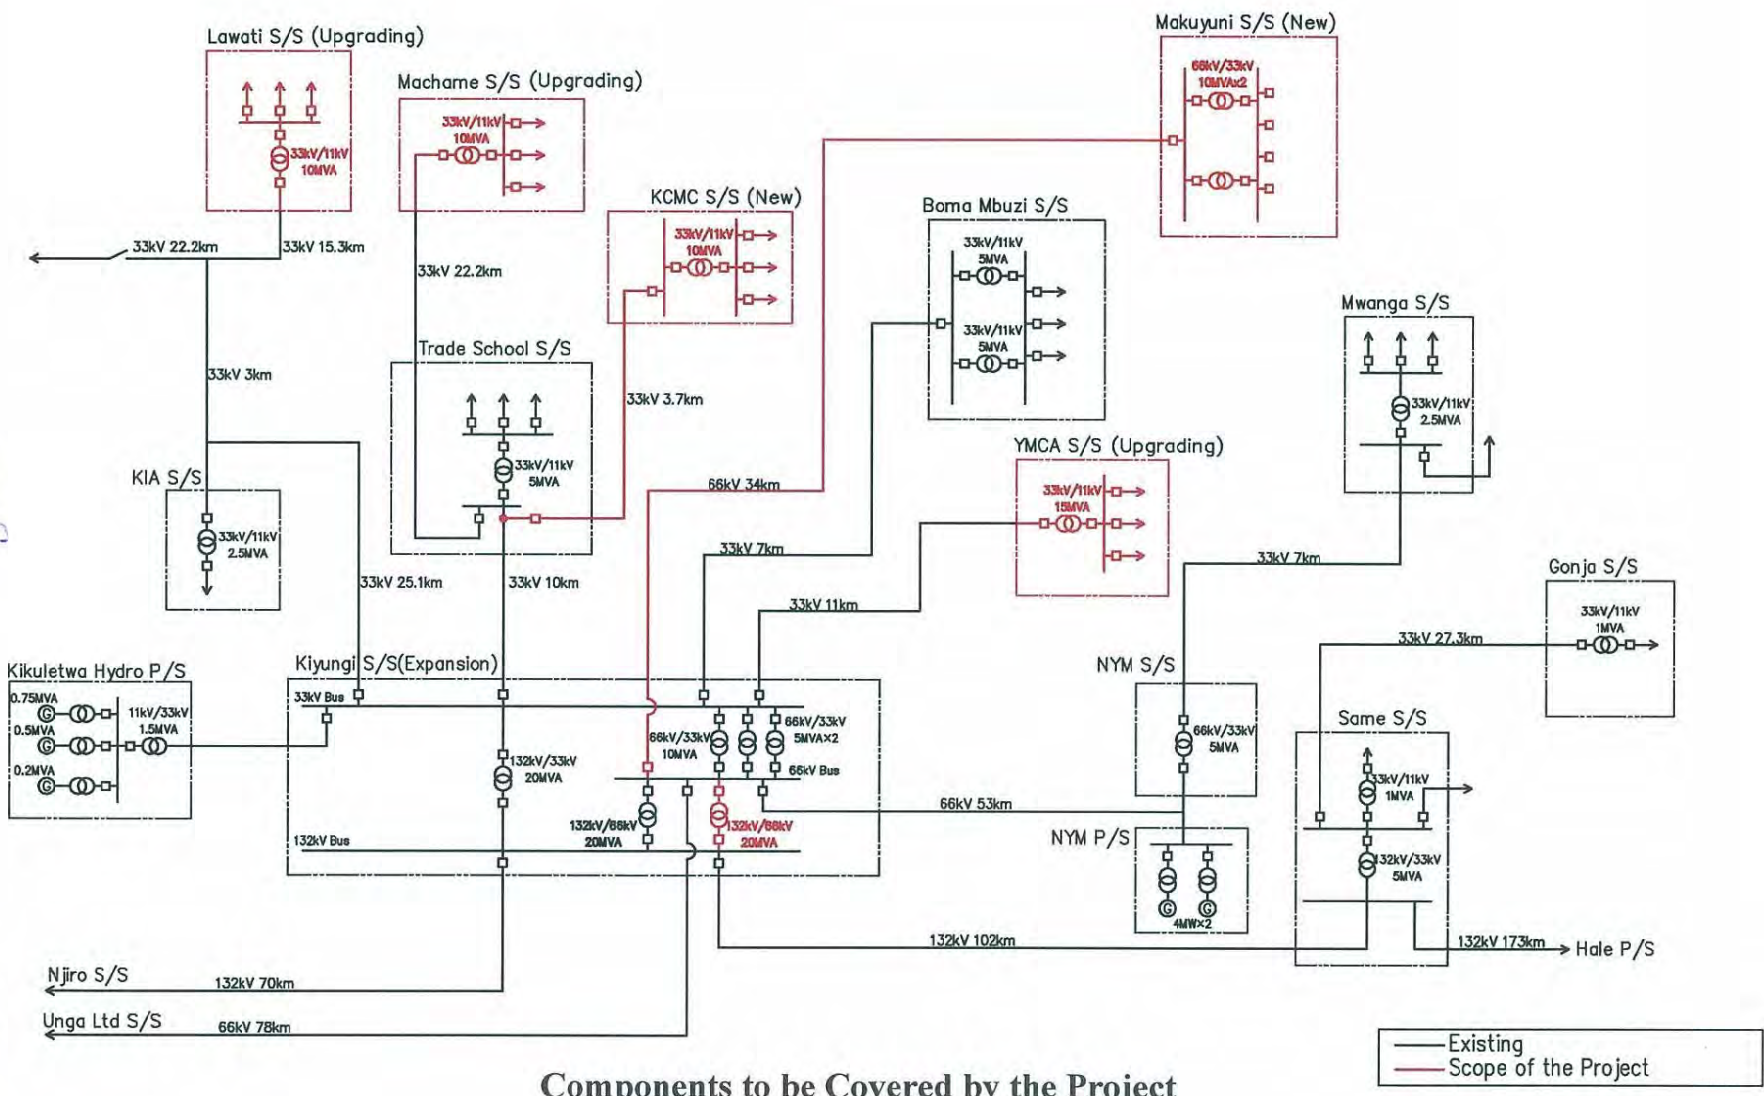 Lawati S/S (Upgrading)
33kV/11kV
10MVA
33kV 22.2km
33kV 15.3km
33kV 3km
Machame S/S (Upgrading)
33kV/11kV
10MVA
33kV 22.2km
KCMC S/S (New)
33kV/11kV
10MVA
33kV 3.7km
Makuyuni S/S (New)
66kV/33kV
10MVAx2
66kV 34km
Boma Mbuzi S/S
33kV/11kV
5MVA
33kV/11kV
5MVA
33kV 7km
Mwanga S/S
33kV/11kV
2.5MVA
33kV 7km
Trade School S/S
33kV/11kV
5MVA
33kV 10km
YMCA S/S (Upgrading)
33kV/11kV
15MVA
33kV 11km
KIA S/S
33kV/11kV
2.5MVA
33kV 25.1km
Gonja S/S
33kV/11kV
1MVA
33kV 27.3km
Kikuletwa Hydro P/S
0.75MVA
G
0.5MVA
G
0.2MVA
G
11kV/33kV
1.5MVA
Kiyungi S/S(Expansion)
33kV Bus
132kV/33kV
20MVA
66kV/33kV
10MVA
66kV/33kV
5MVA×2
66kV Bus
132kV/66kV
20MVA
132kV/66kV
20MVA
132kV Bus
NYM S/S
66kV/33kV
5MVA
66kV 53km
NYM P/S
G
G
4MW×2
Same S/S
33kV/11kV
1MVA
132kV/33kV
5MVA
132kV 102km
132kV 173km
Hale P/S
Njiro S/S
132kV 70km
Unga Ltd S/S
66kV 78km
Existing
Scope of the Project
Components to be Covered by the Project